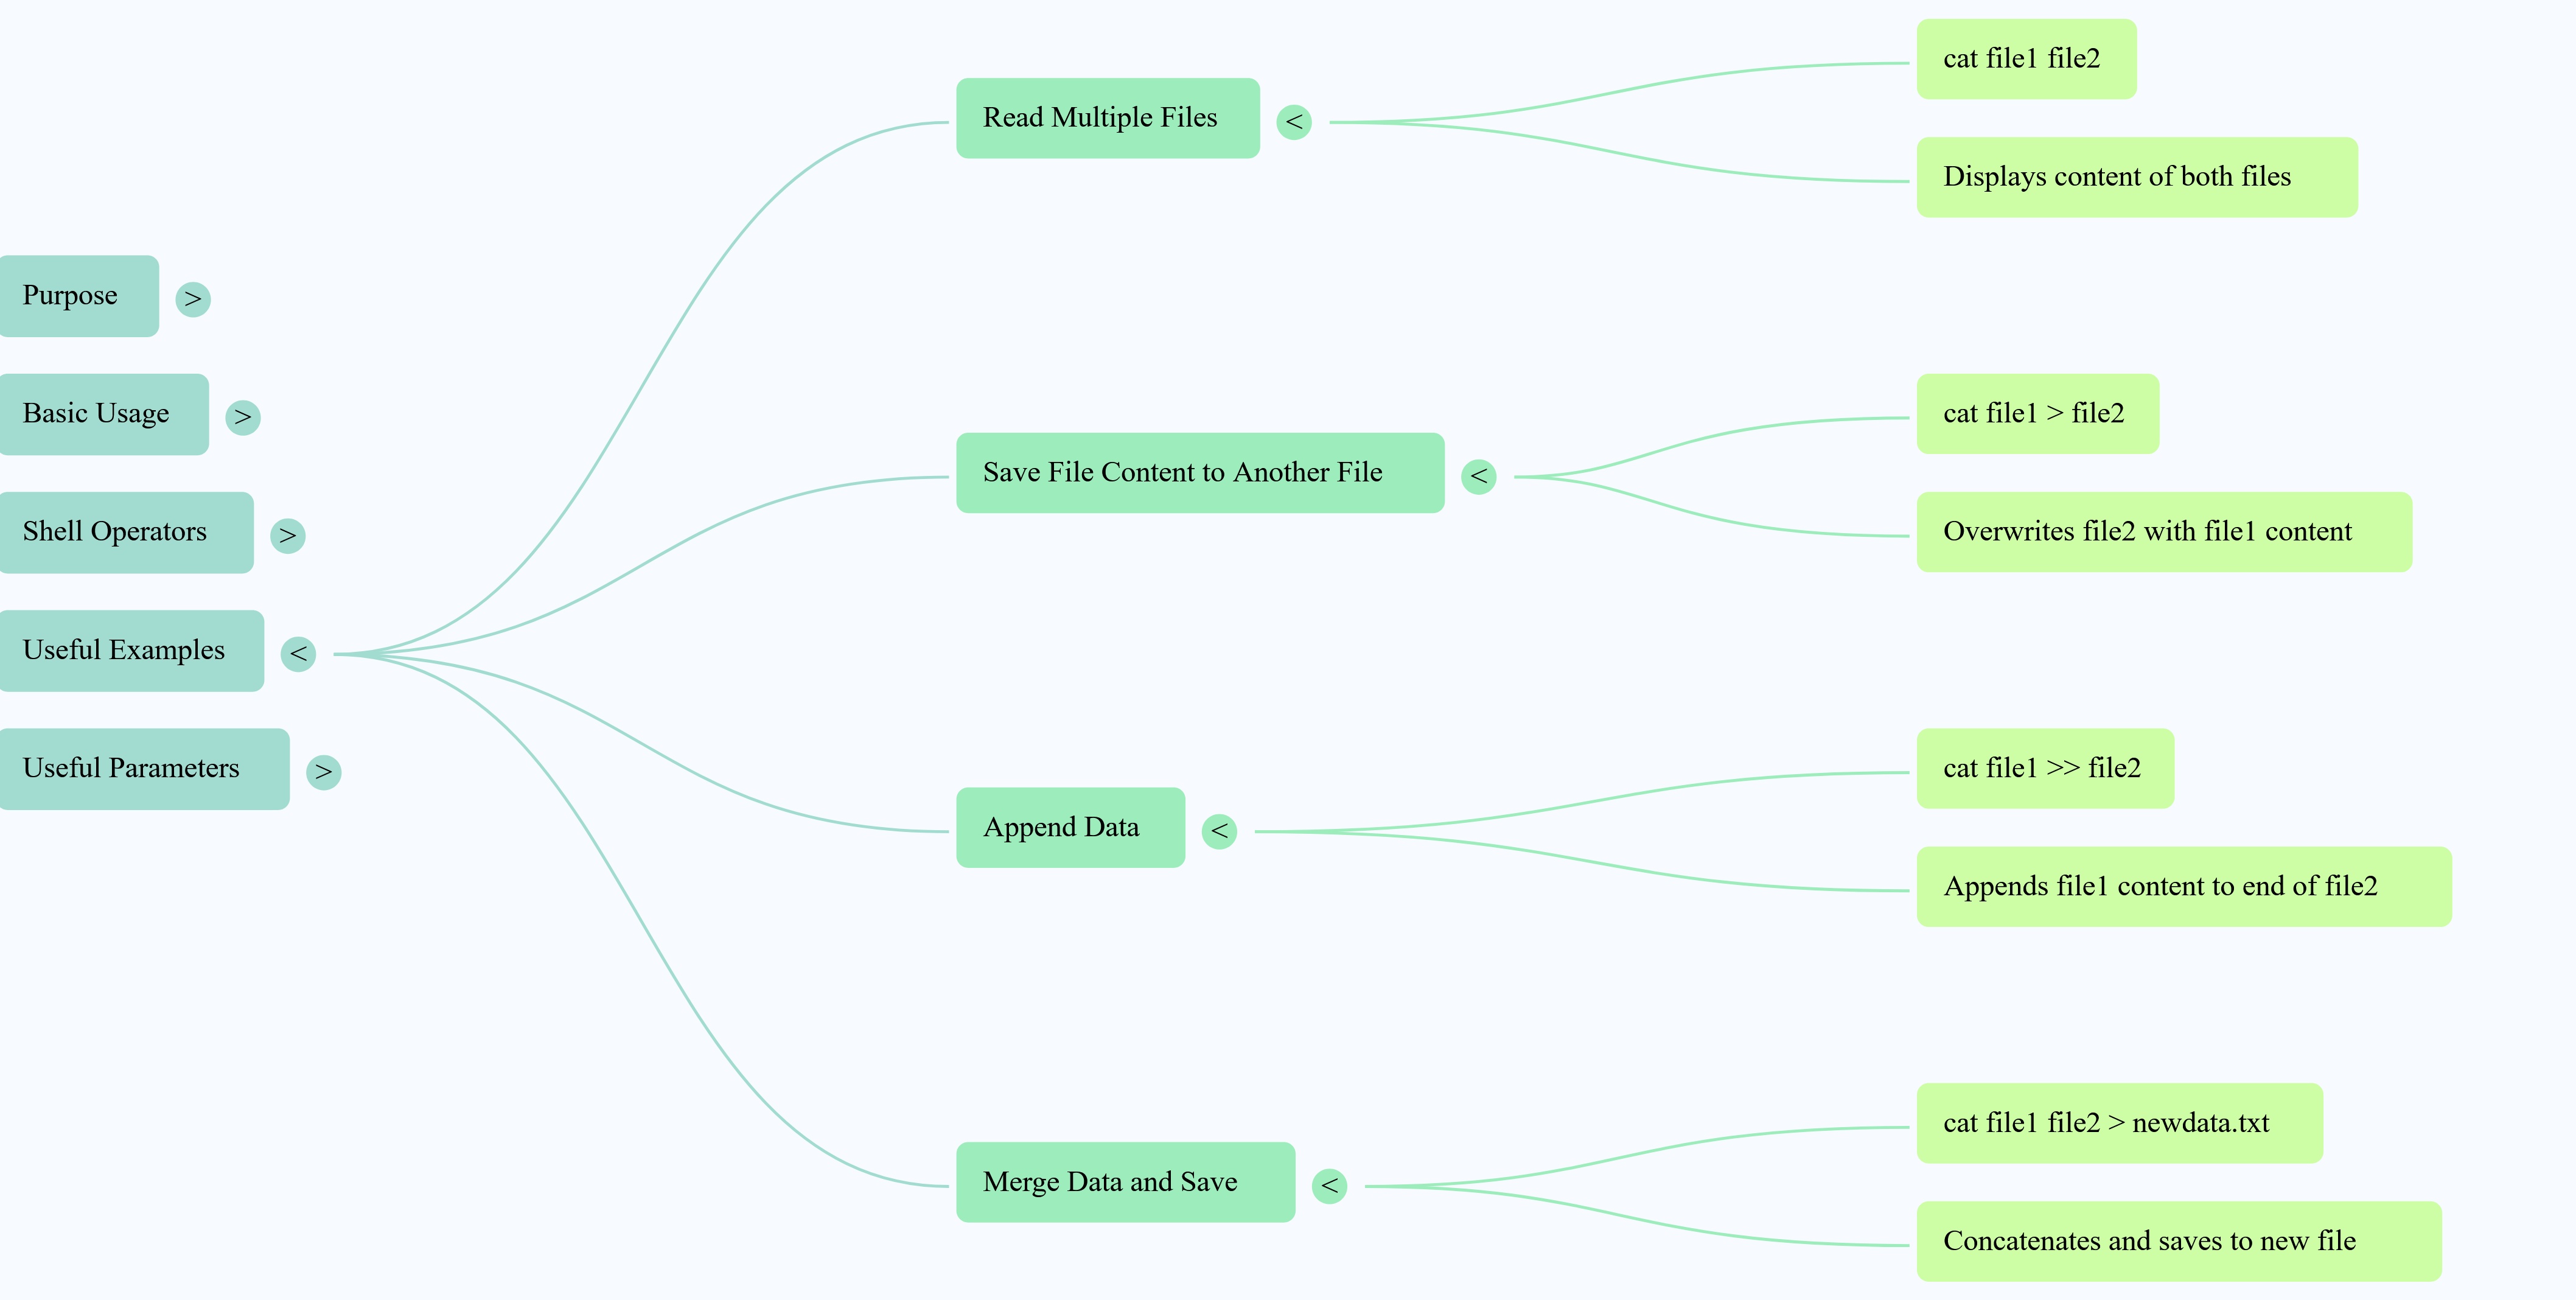 Purpose >
Basic Usage >
Shell Operators >
Useful Examples <
Useful Parameters >
Read Multiple Files <
cat file1 file2
Displays content of both files
Save File Content to Another File <
cat file1 > file2
Overwrites file2 with file1 content
Append Data <
cat file1 >> file2
Appends file1 content to end of file2
Merge Data and Save <
cat file1 file2 > newdata.txt
Concatenates and saves to new file